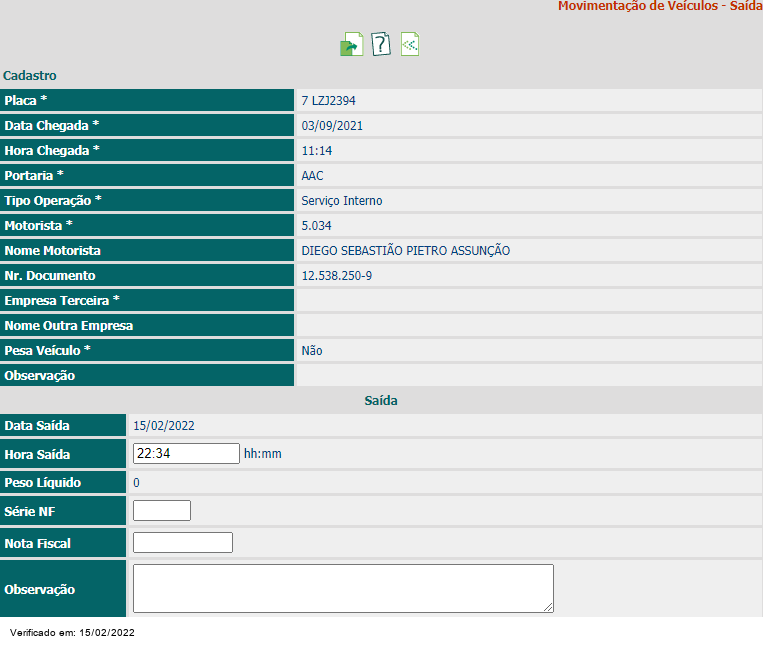 Movimentação de Veículos - Saída
Cadastro
Placa * 7 LZJ2394
Data Chegada * 03/09/2021
Hora Chegada * 11:14
Portaria * AAC
Tipo Operação * Serviço Interno
Motorista * 5.034
Nome Motorista DIEGO SEBASTIÃO PIETRO ASSUNÇÃO
Nr. Documento 12.538.250-9
Empresa Terceira *
Nome Outra Empresa
Pesa Veículo * Não
Observação
Saída
Data Saída 15/02/2022
Hora Saída 22:34 hh:mm
Peso Líquido 0
Série NF
Nota Fiscal
Observação
Verificado em: 15/02/2022